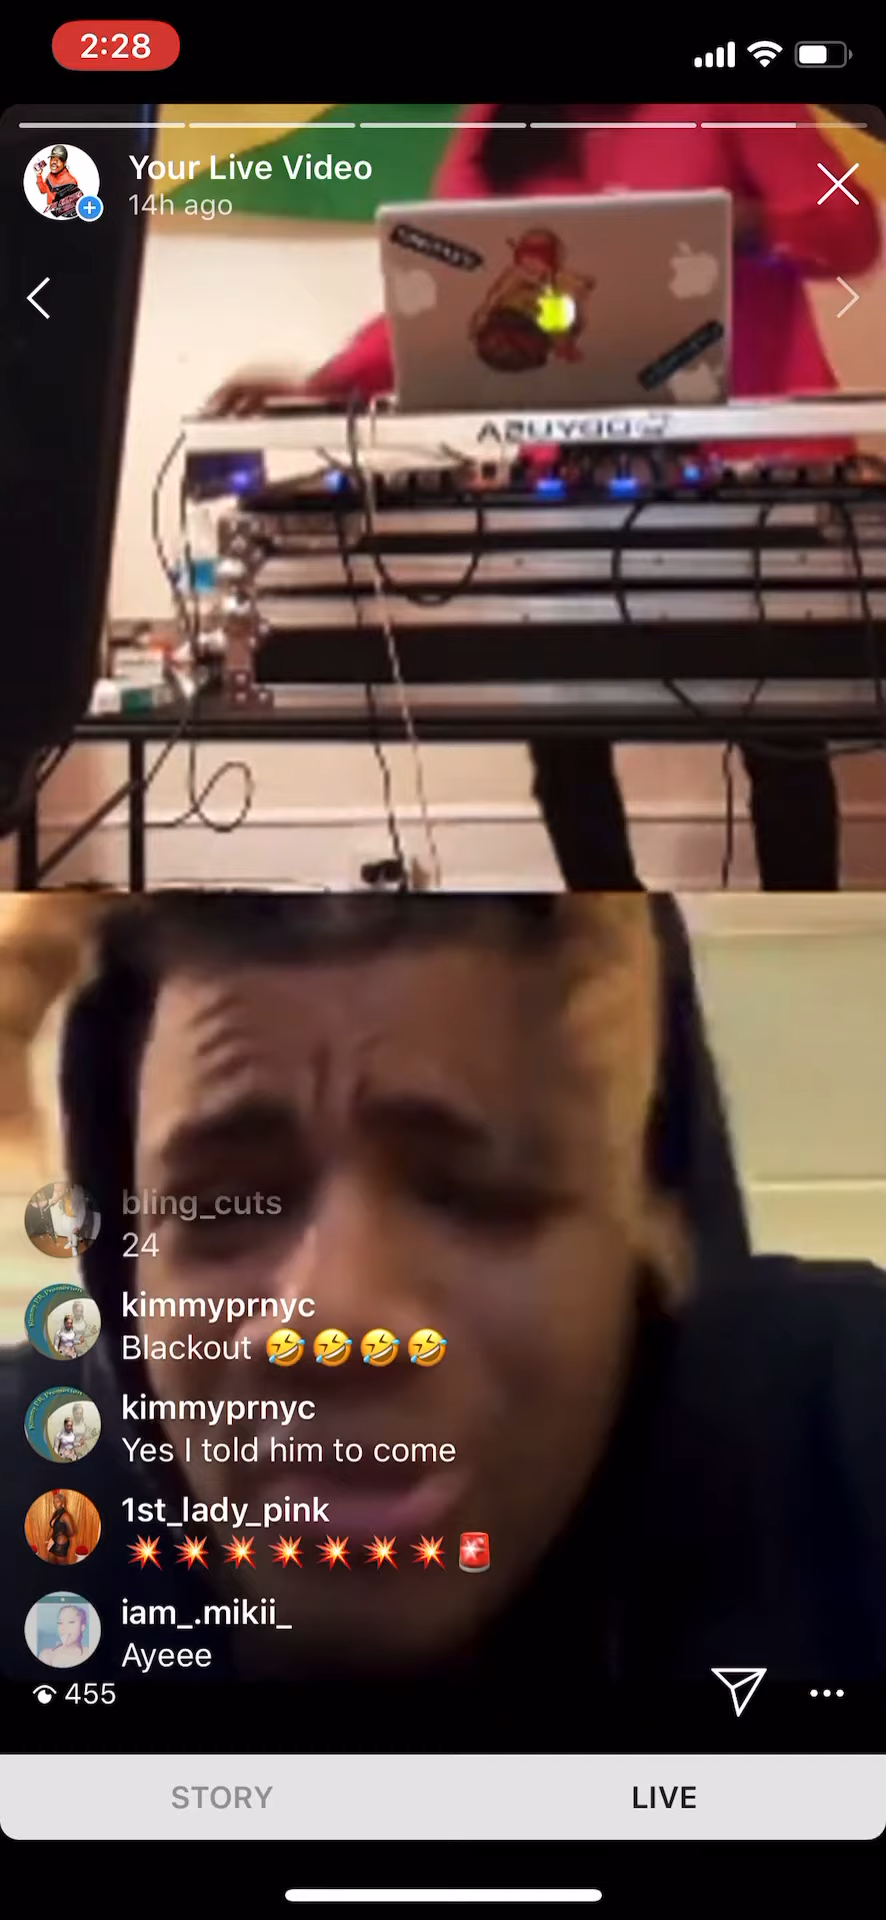 2:28
Your Live Video
14h ago
bling_cuts
24
kimmyprnyc
Blackout 🤣🤣🤣🤣
kimmyprnyc
Yes I told him to come
1st_lady_pink
💥💥💥💥💥💥💥🚨
iam_.mikii_
Ayeee
455
STORY
LIVE